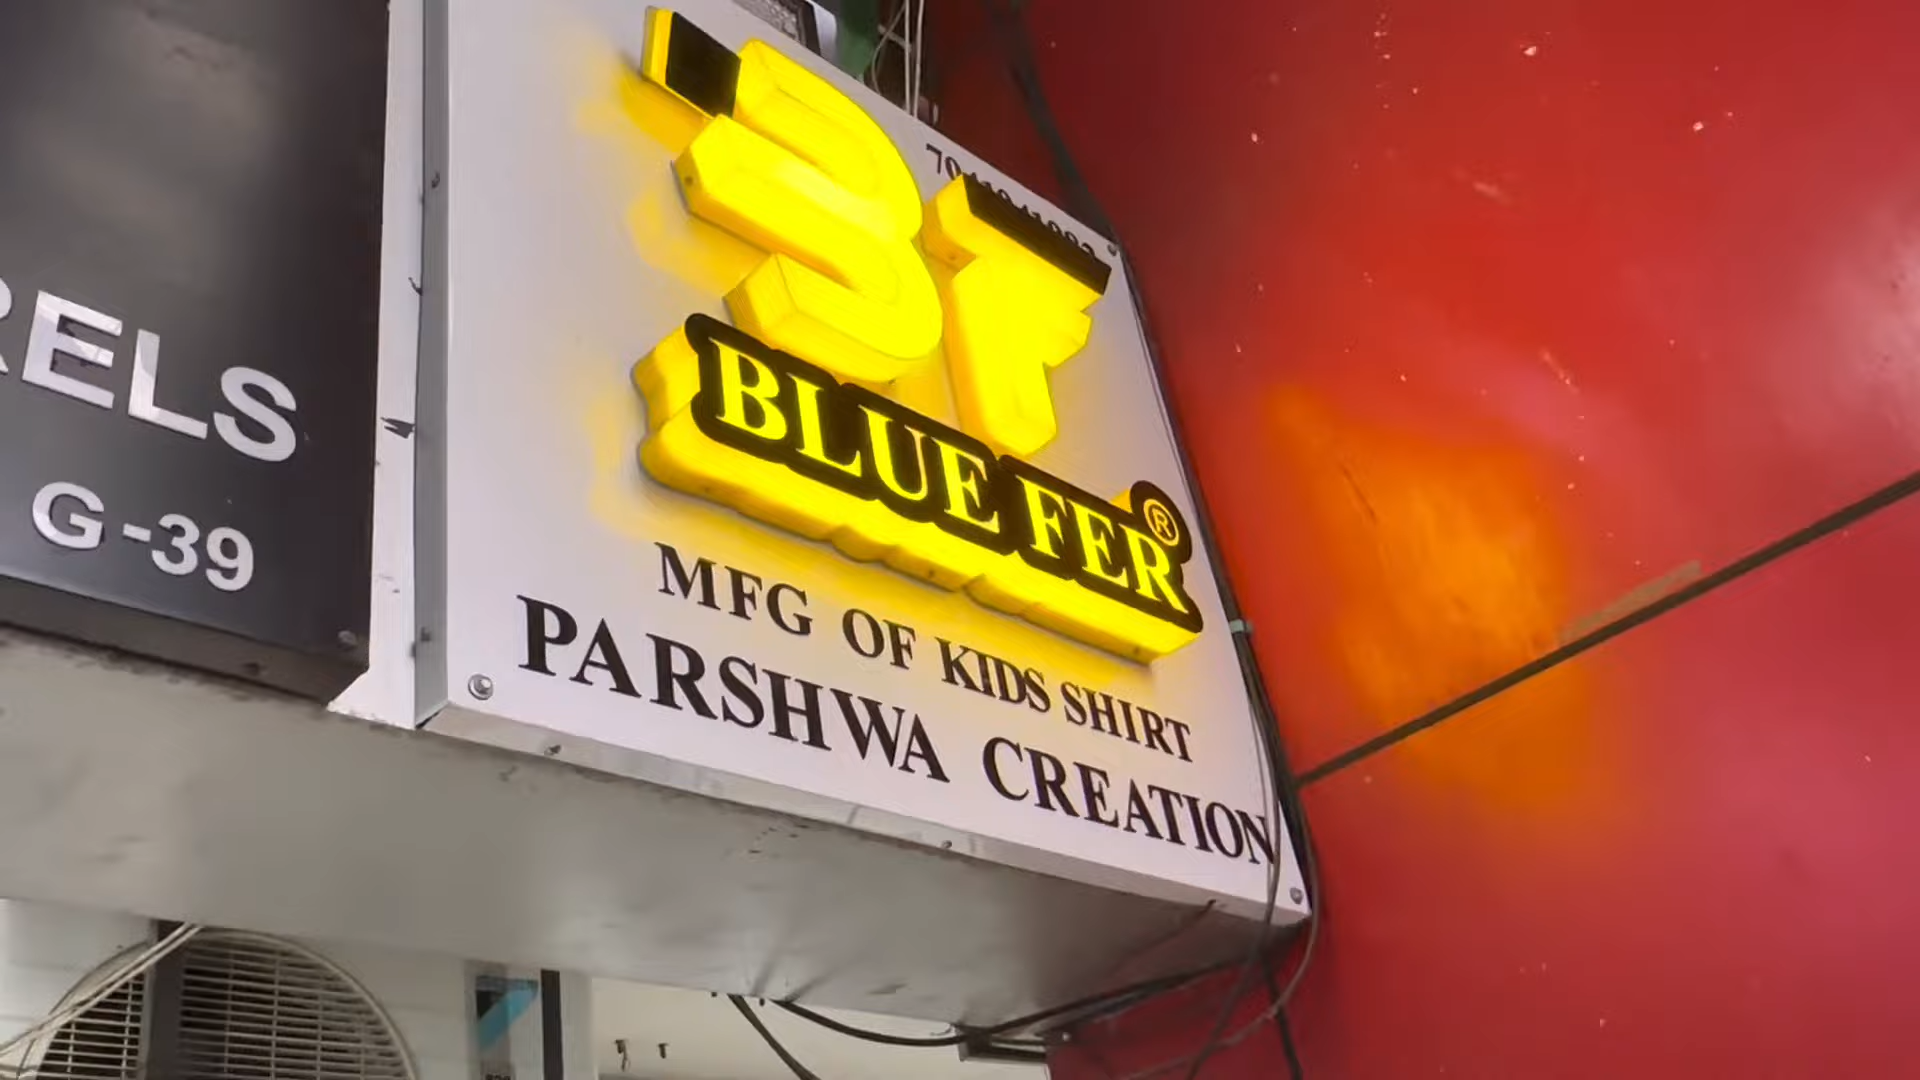 RELS
G-39
BLUE FER®
MFG OF KIDS SHIRT
PARSHWA CREATION